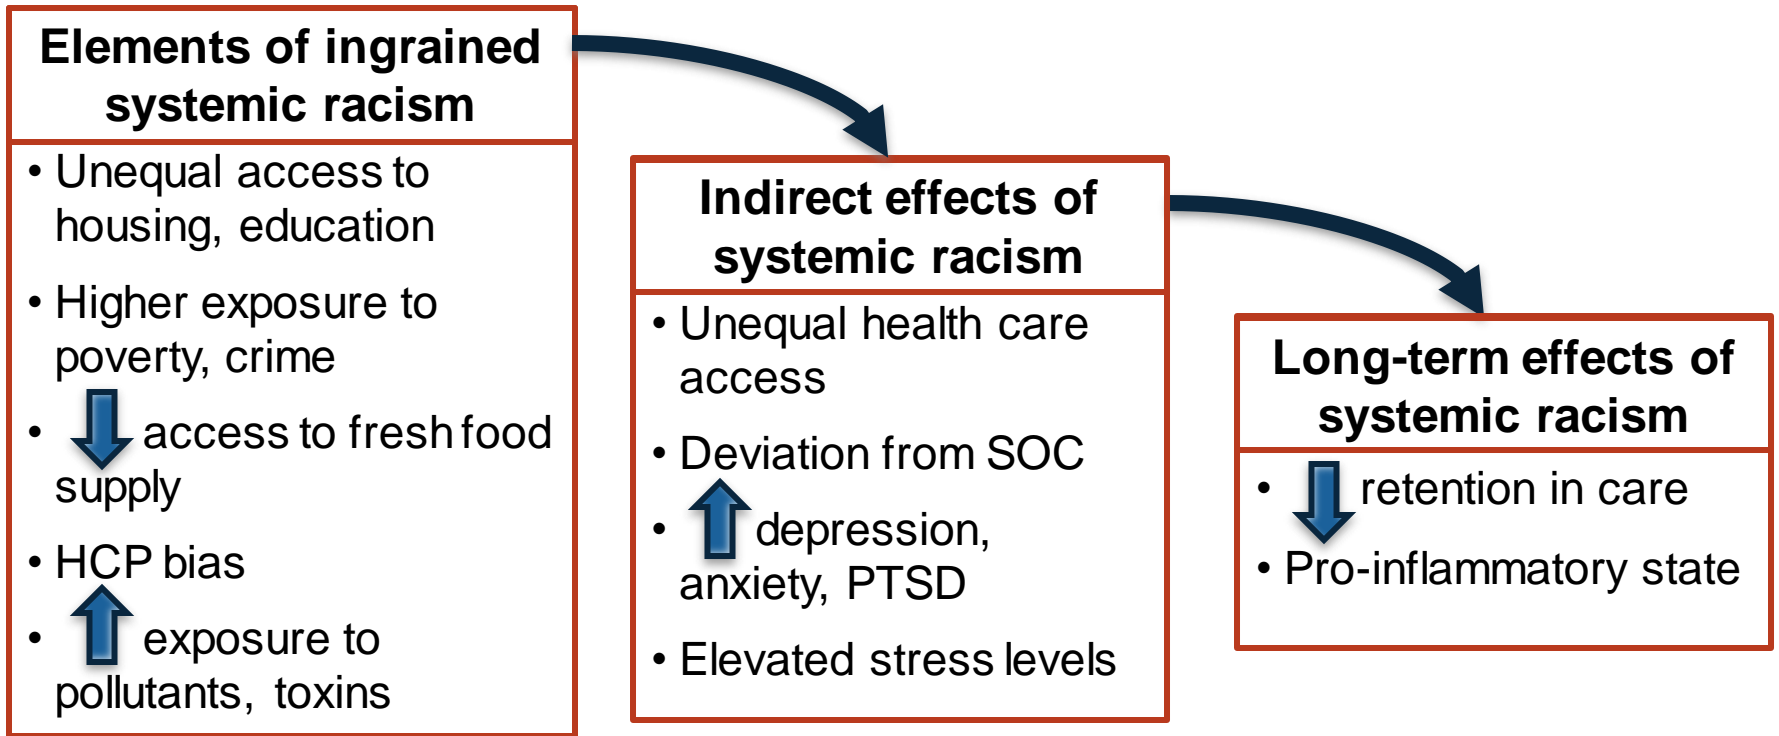 Elements of ingrained
systemic racism
• Unequal access to
housing, education
• Higher exposure to
poverty, crime
• access to fresh food
supply
• HCP bias
• exposure to
pollutants, toxins
Indirect effects of
systemic racism
• Unequal health care
access
• Deviation from SOC
• depression,
anxiety, PTSD
• Elevated stress levels
Long-term effects of
systemic racism
• retention in care
• Pro-inflammatory state